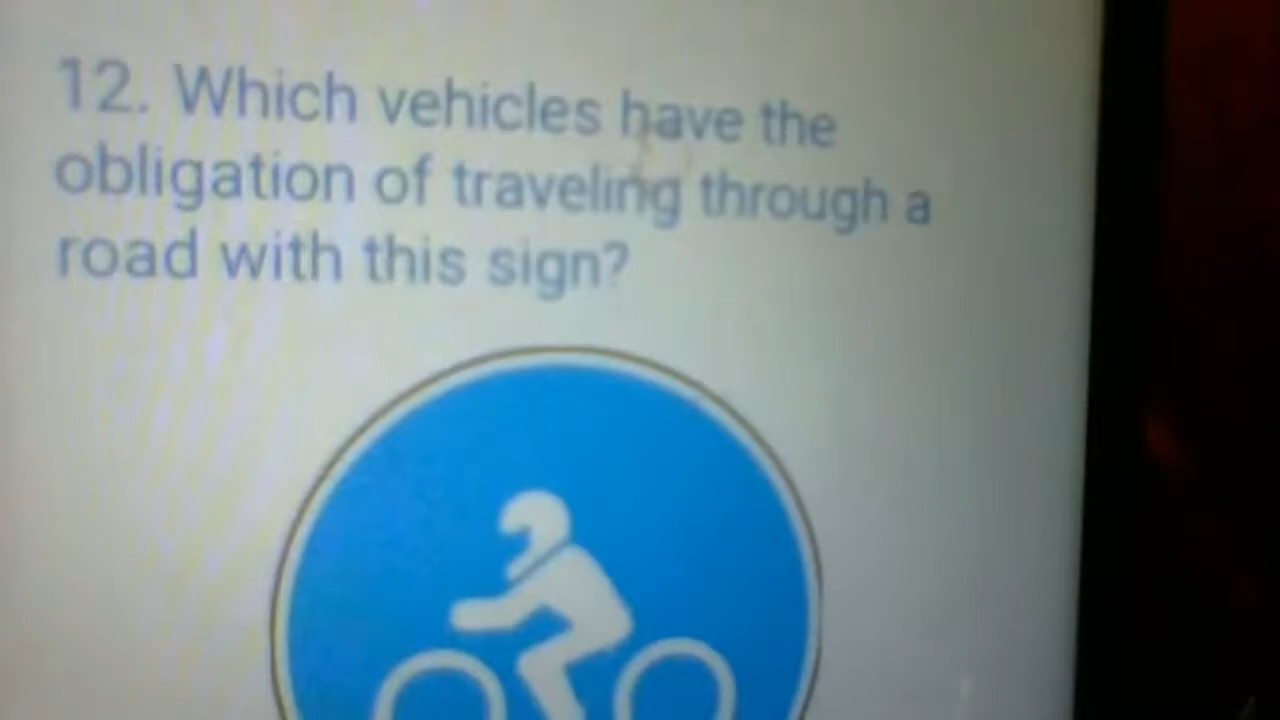 12. Which vehicles have the
obligation of traveling through a
road with this sign?